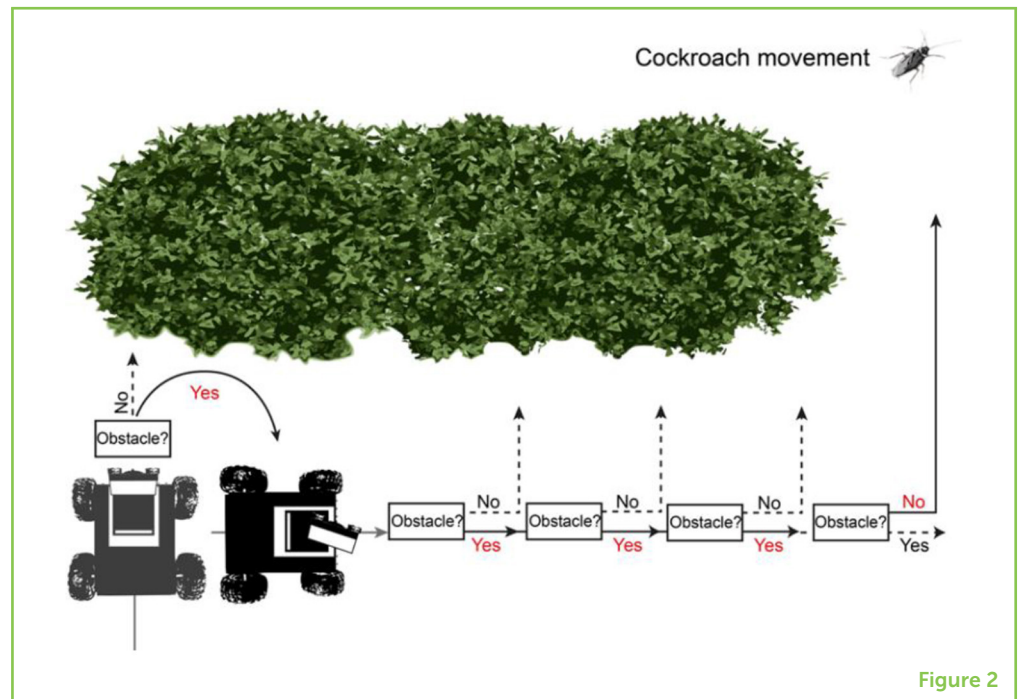 Cockroach movement
No
Yes
Obstacle?
Obstacle?
No
Yes
Obstacle?
No
Yes
Obstacle?
No
Yes
Obstacle?
No
Yes
Figure 2